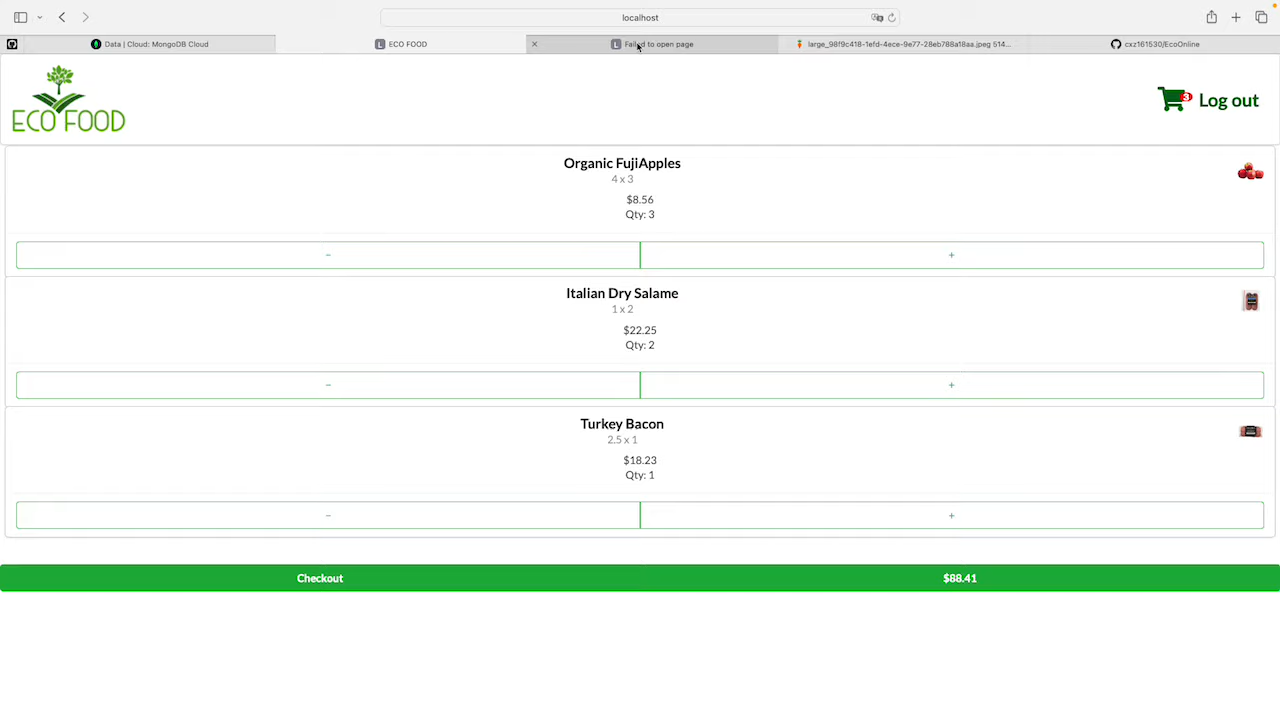 localhost
Data | Cloud: MongoDB Cloud
ECO FOOD
Failed to open page
large_98f9c418-1efd-4ece-9e77-28eb788a18aa.jpeg 514...
cxz161530/EcoOnline
ECO FOOD
3
Log out
Organic FujiApples
4 x 3
$8.56
Qty: 3
−
+
Italian Dry Salame
1 x 2
$22.25
Qty: 2
−
+
Turkey Bacon
2.5 x 1
$18.23
Qty: 1
−
+
Checkout
$88.41